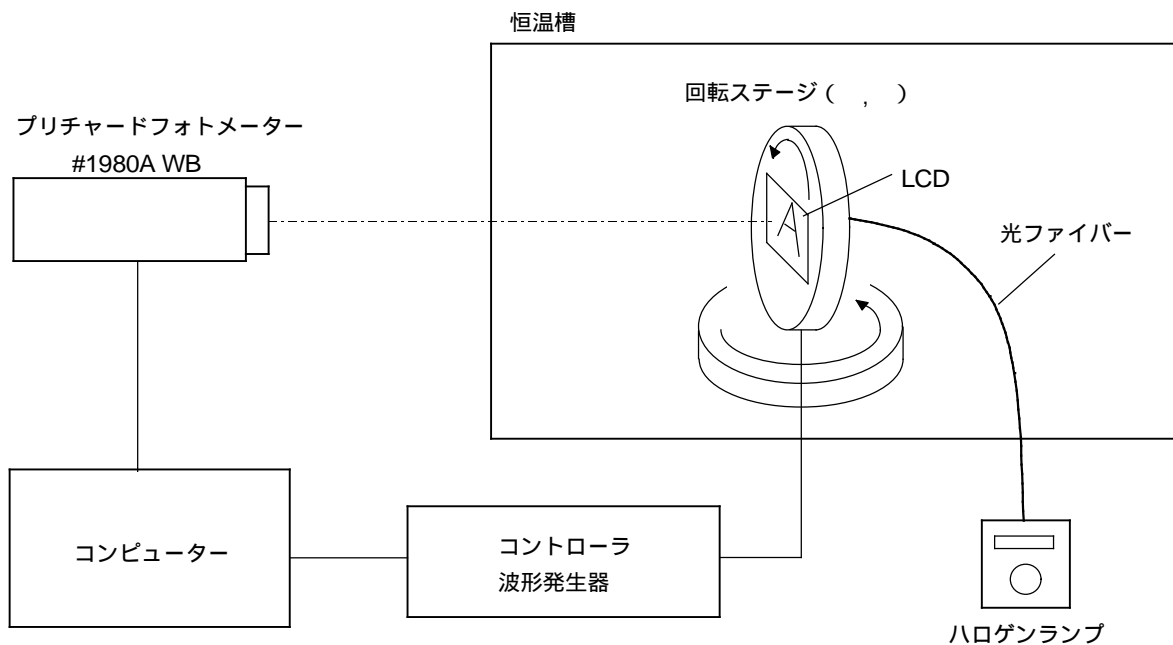 恒温槽
回転ステージ（　,　）
プリチャードフォトメーター
#1980A WB
LCD
A
光ファイバー
コンピューター
コントローラ
波形発生器
ハロゲンランプ